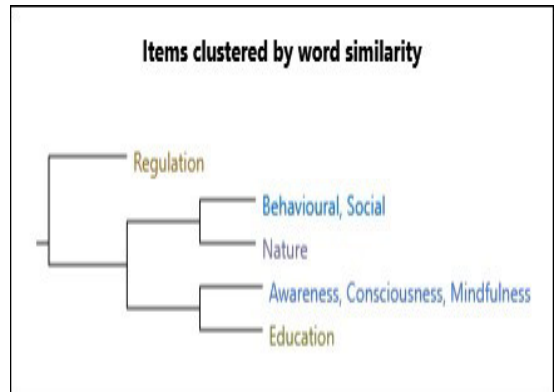 Items clustered by word similarity
Regulation
Behavioural, Social
Nature
Awareness, Consciousness, Mindfulness
Education